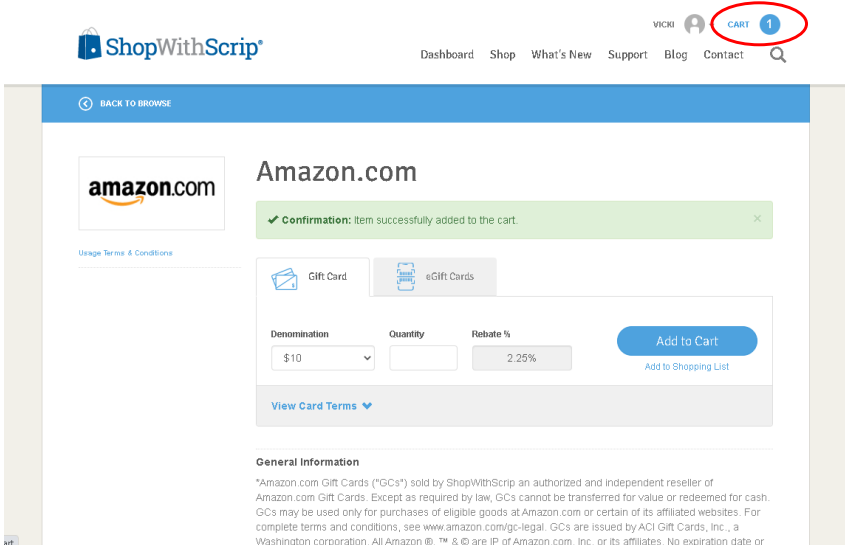 VICKI
CART 1
ShopWithScrip®
Dashboard Shop What's New Support Blog Contact
BACK TO BROWSE
amazon.com
Amazon.com
Confirmation: Item successfully added to the cart. ×
Usage Terms & Conditions
Gift Card
eGift Cards
Denomination Quantity Rebate %
$10 2.25%
Add to Cart
Add to Shopping List
View Card Terms
General Information
*Amazon.com Gift Cards ("GCs") sold by ShopWithScrip an authorized and independent reseller of
Amazon.com Gift Cards. Except as required by law, GCs cannot be transferred for value or redeemed for cash.
GCs may be used only for purchases of eligible goods at Amazon.com or certain of its affiliated websites. For
complete terms and conditions, see www.amazon.com/gc-legal. GCs are issued by ACI Gift Cards, Inc., a
Washington corporation. All Amazon ®, ™ & © are IP of Amazon.com, Inc. or its affiliates. No expiration date or